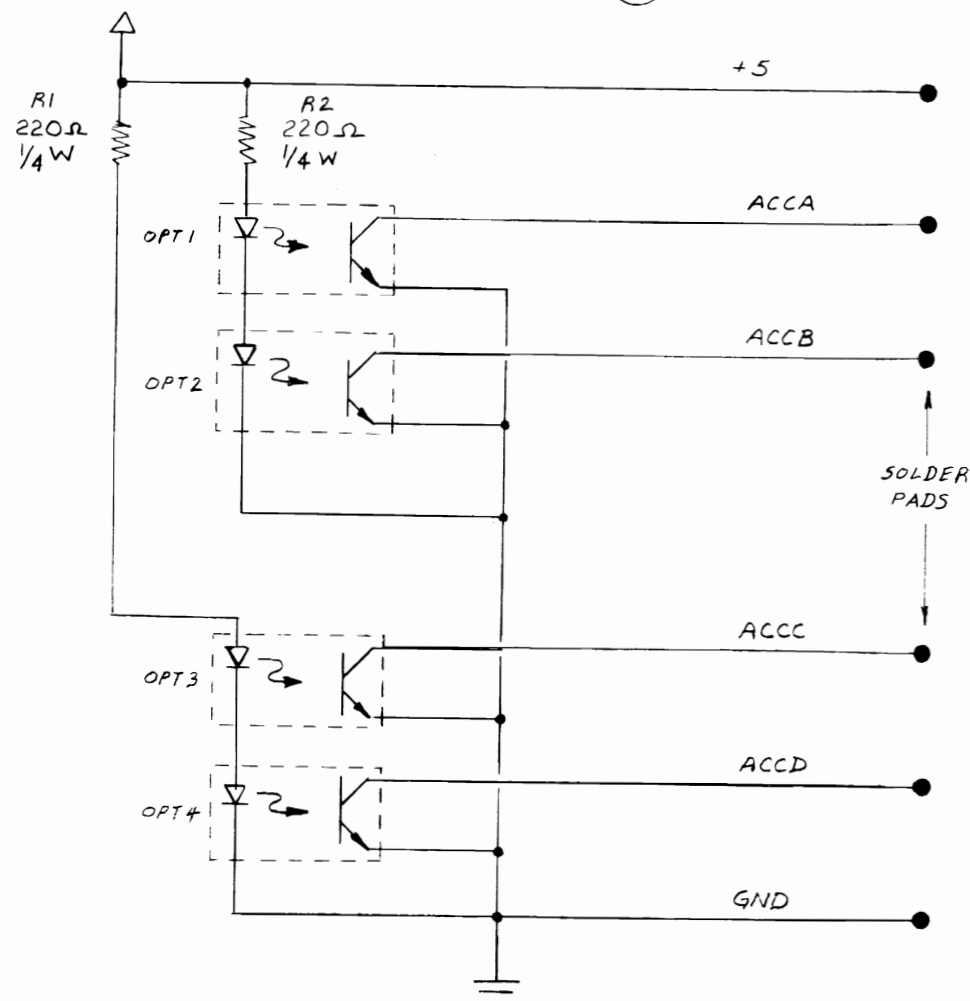 +5
R1
220Ω
1/4 W
R2
220Ω
1/4 W
ACCA
OPT1
ACCB
OPT2
SOLDER
PADS
ACCC
OPT3
ACCD
OPT4
GND